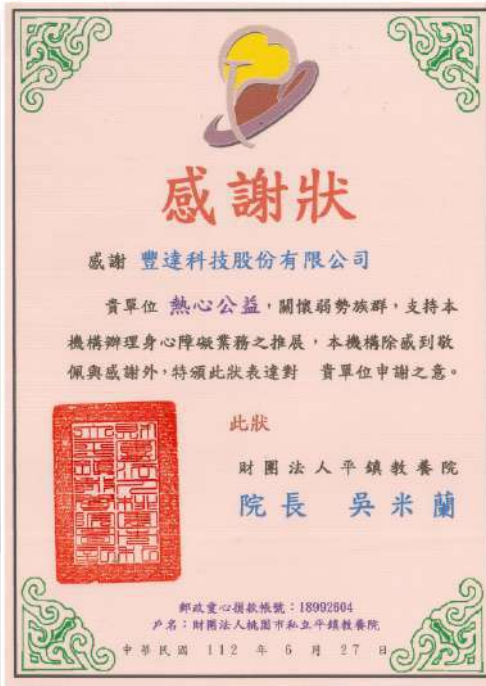 感謝狀
感謝 豐達科技股份有限公司
貴單位 熱心公益，關懷弱勢族群，支持本
機構辦理身心障礙業務之推展，本機構除感到敬
佩與感謝外，特頒此狀表達對 貴單位申謝之意。
此狀
財團法人平鎮教養院
院長 吳米蘭
郵政愛心捐款帳號：18992604
戶名：財團法人桃園市私立平鎮教養院
中華民國 112 年 6 月 27 日